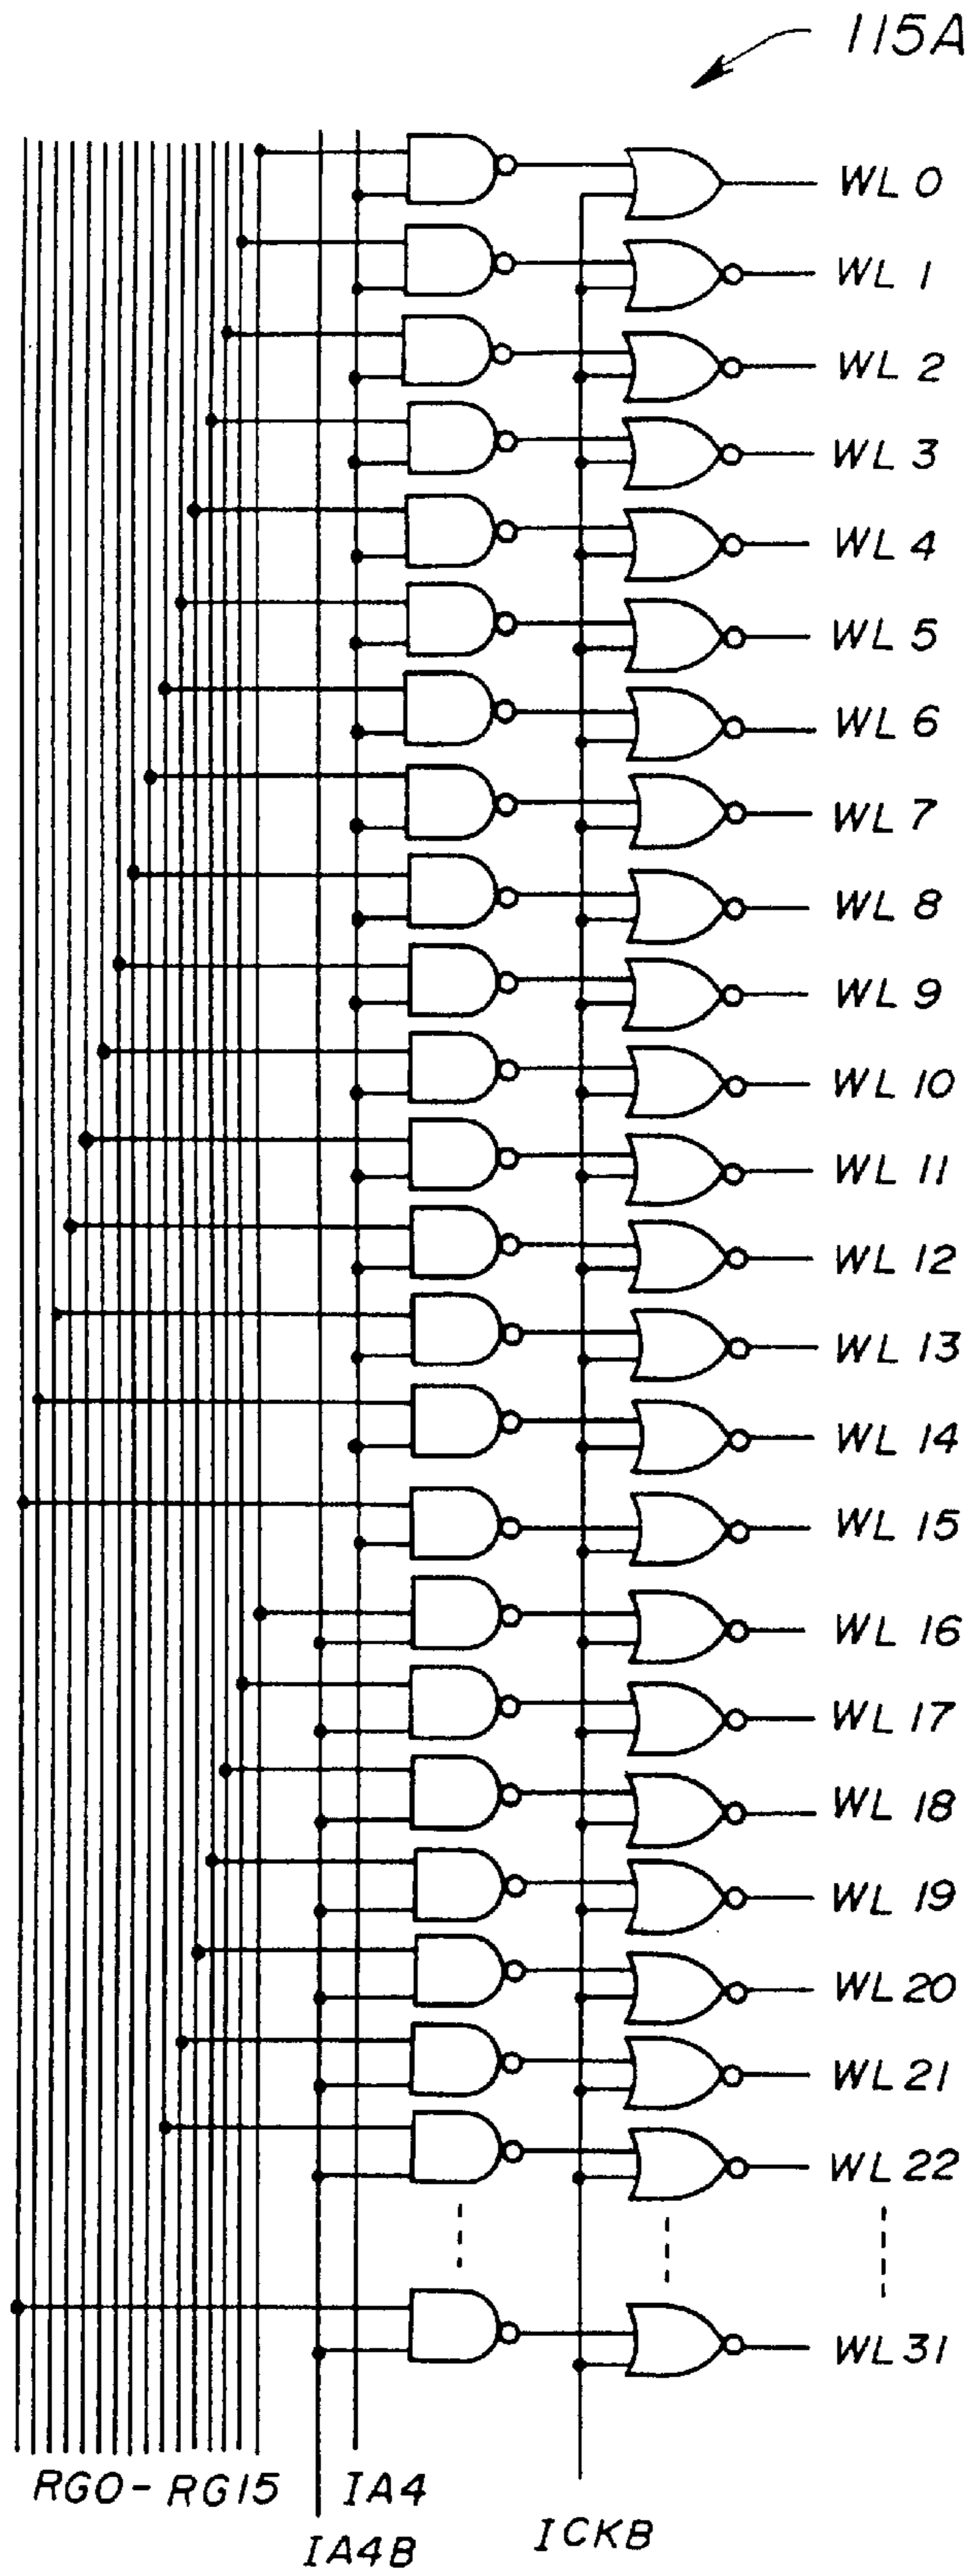 115A
WL 0
WL 1
WL 2
WL 3
WL 4
WL 5
WL 6
WL 7
WL 8
WL 9
WL 10
WL 11
WL 12
WL 13
WL 14
WL 15
WL 16
WL 17
WL 18
WL 19
WL 20
WL 21
WL 22
WL 31
RG0-RG15 IA4
IA4B ICKB